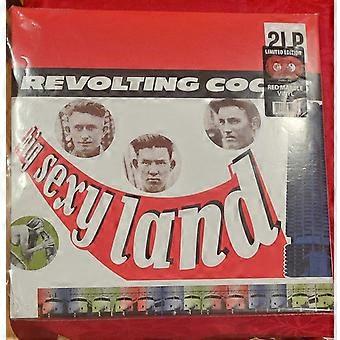 2LP
LIMITED EDITION
RED MARBLE
VINYL
REVOLTING COC
big sexy land